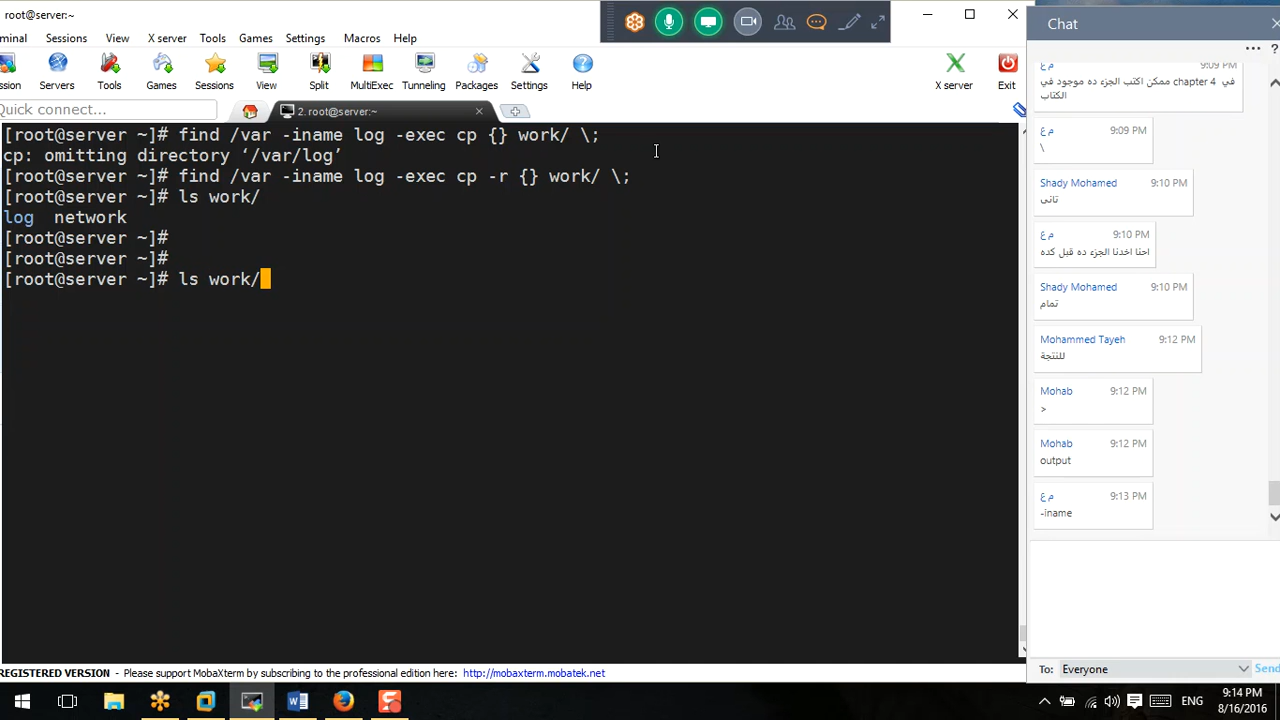 root@server:~
minal Sessions View X server Tools Games Settings Macros Help
ssion Servers Tools Games Sessions View Split MultiExec Tunneling Packages Settings Help X server Exit
Quick connect...
2. root@server:~
[root@server ~]# find /var -iname log -exec cp {} work/ \;
cp: omitting directory ‘/var/log’
[root@server ~]# find /var -iname log -exec cp -r {} work/ \;
[root@server ~]# ls work/
log network
[root@server ~]#
[root@server ~]#
[root@server ~]# ls work/
REGISTERED VERSION - Please support MobaXterm by subscribing to the professional edition here: http://mobaxterm.mobatek.net
Chat
م ع 9:09 PM
في chapter 4 ممكن اكتب الجزء ده موجود في
الكتاب
م ع 9:09 PM
\
Shady Mohamed 9:10 PM
تانى
م ع 9:10 PM
احنا اخدنا الجزء ده قبل كده
Shady Mohamed 9:10 PM
تمام
Mohammed Tayeh 9:12 PM
للنتجة
Mohab 9:12 PM
>
Mohab 9:12 PM
output
م ع 9:13 PM
-iname
To: Everyone Send
ENG
9:14 PM
8/16/2016